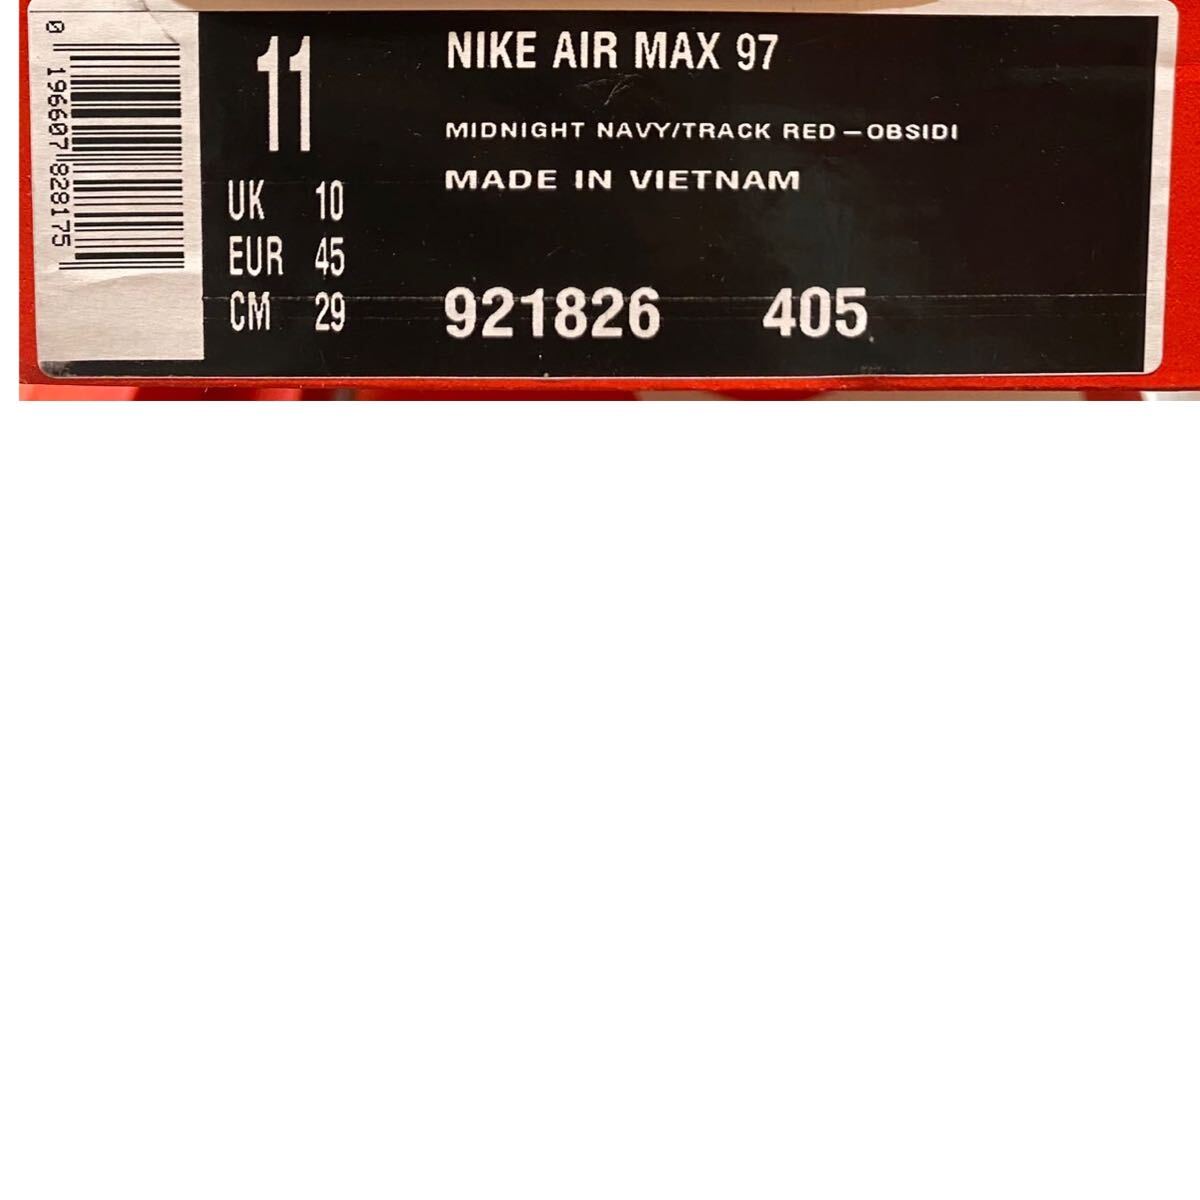 0 196607 828175
11
UK 10
EUR 45
CM 29
NIKE AIR MAX 97
MIDNIGHT NAVY/TRACK RED-OBSIDI
MADE IN VIETNAM
921826 405